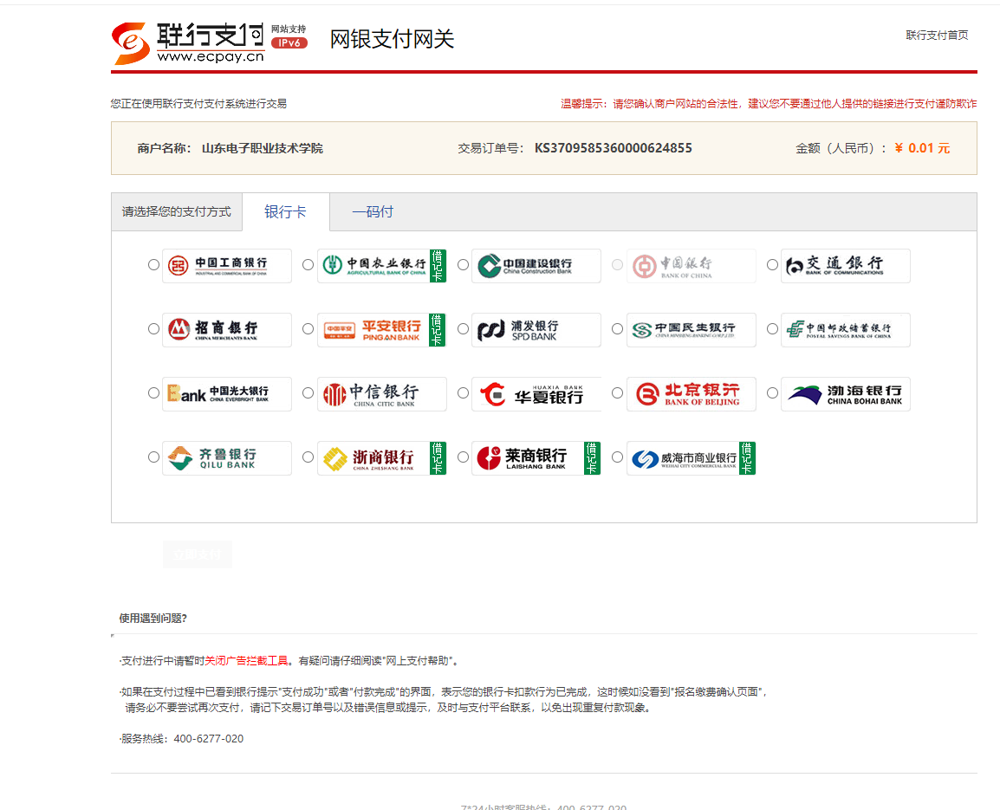 联行支付 网站支持 IPv6 网银支付网关 联行支付首页
www.ecpay.cn
您正在使用联行支付支付系统进行交易 温馨提示：请您确认商户网站的合法性，建议您不要通过他人提供的链接进行支付谨防欺诈
商户名称： 山东电子职业技术学院 交易订单号： KS3709585360000624855 金额（人民币）： ¥ 0.01 元
请选择您的支付方式 银行卡 一码付
中国工商银行 INDUSTRIAL AND COMMERCIAL BANK OF CHINA 中国农业银行 AGRICULTURAL BANK OF CHINA 借记卡 中国建设银行 China Construction Bank 中国银行 BANK OF CHINA 交通银行 BANK OF COMMUNICATIONS
招商银行 CHINA MERCHANTS BANK 中国平安 平安银行 PING AN BANK 借记卡 浦发银行 SPD BANK 中国民生银行 CHINA MINSHENG BANKING CORP.,LTD 中国邮政储蓄银行 POSTAL SAVINGS BANK OF CHINA
Bank 中国光大银行 CHINA EVERBRIGHT BANK 中信银行 CHINA CITIC BANK HUAXIA BANK 华夏银行 北京银行 BANK OF BEIJING 渤海银行 CHINA BOHAI BANK
齐鲁银行 QILU BANK 浙商银行 CHINA ZHESHANG BANK 借记卡 莱商银行 LAISHANG BANK 借记卡 威海市商业银行 WEIHAI CITY COMMERCIAL BANK 借记卡
立即支付
使用遇到问题?
·支付进行中请暂时关闭广告拦截工具。有疑问请仔细阅读"网上支付帮助"。
·如果在支付过程中已看到银行提示"支付成功"或者"付款完成"的界面，表示您的银行卡扣款行为已完成，这时候如没看到"报名缴费确认页面"，
请务必不要尝试再次支付，请记下交易订单号以及错误信息或提示，及时与支付平台联系，以免出现重复付款现象。
·服务热线：400-6277-020
7*24小时客服热线：400-6277-020